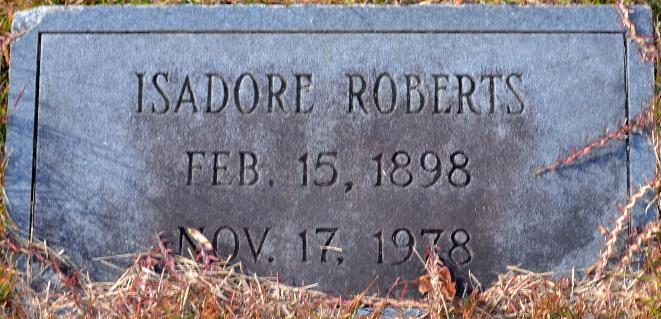 ISADORE ROBERTS
FEB. 15, 1898
NOV. 17, 1978